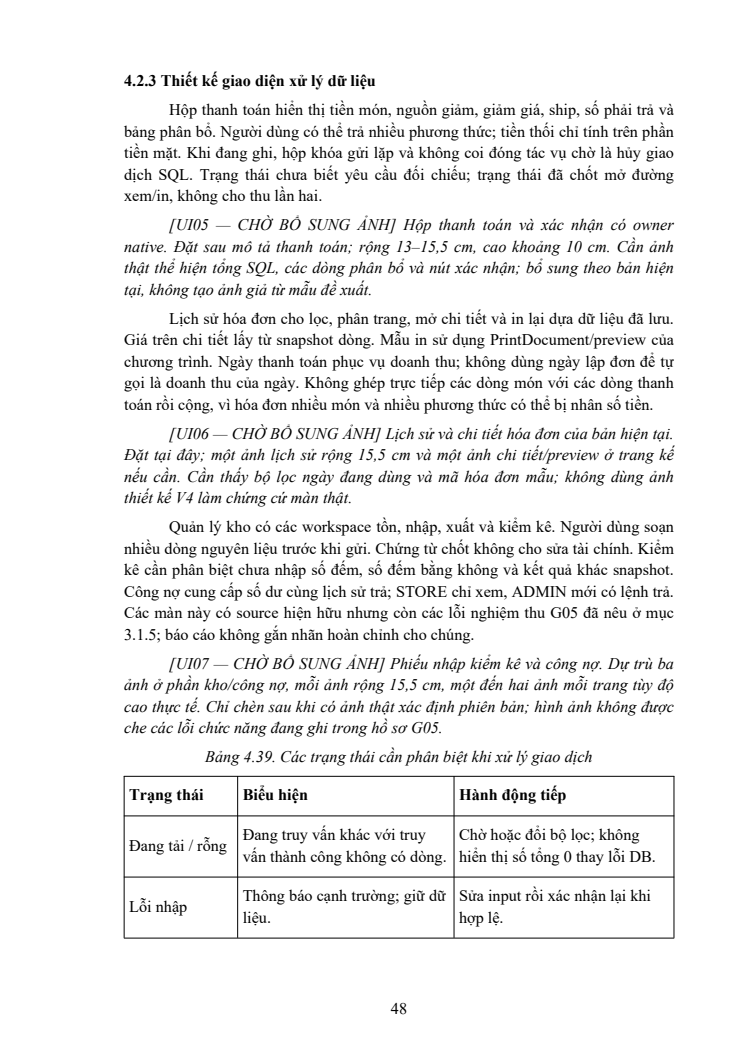 4.2.3 Thiết kế giao diện xử lý dữ liệu
Hộp thanh toán hiển thị tiền món, nguồn giảm, giảm giá, ship, số phải trả và
bảng phân bổ. Người dùng có thể trả nhiều phương thức; tiền thối chỉ tính trên phần
tiền mặt. Khi đang ghi, hộp khóa gửi lặp và không coi đóng tác vụ chờ là hủy giao
dịch SQL. Trạng thái chưa biết yêu cầu đối chiếu; trạng thái đã chốt mở đường
xem/in, không cho thu lần hai.
[UI05 — CHỜ BỔ SUNG ẢNH] Hộp thanh toán và xác nhận có owner
native. Đặt sau mô tả thanh toán; rộng 13–15,5 cm, cao khoảng 10 cm. Cần ảnh
thật thể hiện tổng SQL, các dòng phân bổ và nút xác nhận; bổ sung theo bản hiện
tại, không tạo ảnh giả từ mẫu đề xuất.
Lịch sử hóa đơn cho lọc, phân trang, mở chi tiết và in lại dựa dữ liệu đã lưu.
Giá trên chi tiết lấy từ snapshot dòng. Mẫu in sử dụng PrintDocument/preview của
chương trình. Ngày thanh toán phục vụ doanh thu; không dùng ngày lập đơn để tự
gọi là doanh thu của ngày. Không ghép trực tiếp các dòng món với các dòng thanh
toán rồi cộng, vì hóa đơn nhiều món và nhiều phương thức có thể bị nhân số tiền.
[UI06 — CHỜ BỔ SUNG ẢNH] Lịch sử và chi tiết hóa đơn của bản hiện tại.
Đặt tại đây; một ảnh lịch sử rộng 15,5 cm và một ảnh chi tiết/preview ở trang kế
nếu cần. Cần thấy bộ lọc ngày đang dùng và mã hóa đơn mẫu; không dùng ảnh
thiết kế V4 làm chứng cứ màn thật.
Quản lý kho có các workspace tồn, nhập, xuất và kiểm kê. Người dùng soạn
nhiều dòng nguyên liệu trước khi gửi. Chứng từ chốt không cho sửa tài chính. Kiểm
kê cần phân biệt chưa nhập số đếm, số đếm bằng không và kết quả khác snapshot.
Công nợ cung cấp số dư cùng lịch sử trả; STORE chỉ xem, ADMIN mới có lệnh trả.
Các màn này có source hiện hữu nhưng còn các lỗi nghiệm thu G05 đã nêu ở mục
3.1.5; báo cáo không gắn nhãn hoàn chỉnh cho chúng.
[UI07 — CHỜ BỔ SUNG ẢNH] Phiếu nhập kiểm kê và công nợ. Dự trù ba
ảnh ở phần kho/công nợ, mỗi ảnh rộng 15,5 cm, một đến hai ảnh mỗi trang tùy độ
cao thực tế. Chỉ chèn sau khi có ảnh thật xác định phiên bản; hình ảnh không được
che các lỗi chức năng đang ghi trong hồ sơ G05.
Bảng 4.39. Các trạng thái cần phân biệt khi xử lý giao dịch
Trạng thái Biểu hiện Hành động tiếp
Đang tải / rỗng Đang truy vấn khác với truy Chờ hoặc đổi bộ lọc; không
vấn thành công không có dòng. hiển thị số tổng 0 thay lỗi DB.
Lỗi nhập Thông báo cạnh trường; giữ dữ Sửa input rồi xác nhận lại khi
liệu. hợp lệ.
48